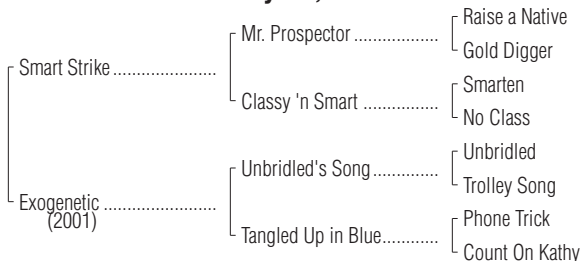 Raise a Native
Mr. Prospector ..................
Gold Digger
Smart Strike ......................
Smarten
Classy 'n Smart ................
No Class
Unbridled
Unbridled's Song ..............
Trolley Song
Exogenetic ........................
(2001)
Phone Trick
Tangled Up in Blue............
Count On Kathy